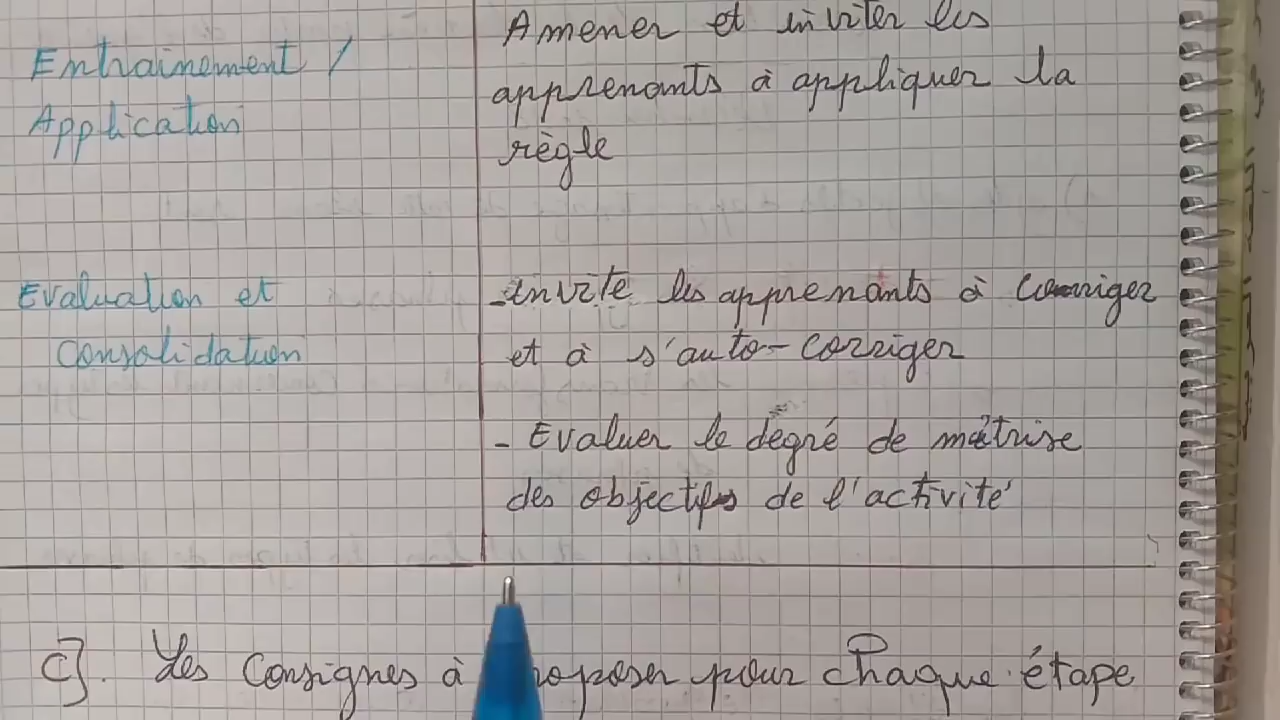 Entrainement /
Application
Amener et inviter les
apprenants à appliquer la
règle
Evaluation et
Consolidation
-invite les apprenants à corriger
et à s'auto-corriger
- Evaluer le dégré de maîtrise
des objectifs de l'activité
C]. Les Consignes à proposer pour chaque étape